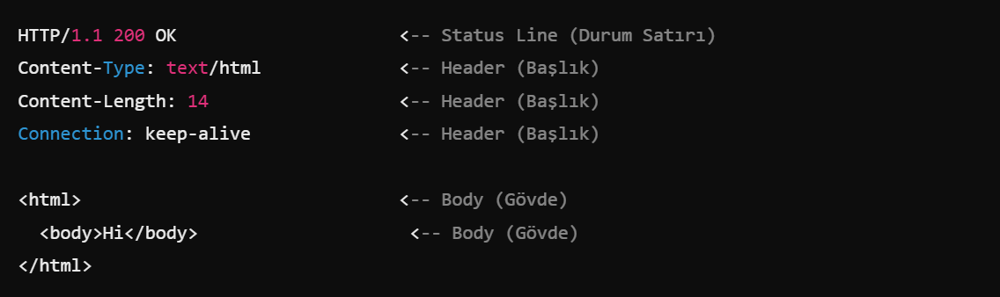 HTTP/1.1 200 OK <-- Status Line (Durum Satırı)
Content-Type: text/html <-- Header (Başlık)
Content-Length: 14 <-- Header (Başlık)
Connection: keep-alive <-- Header (Başlık)
<html> <-- Body (Gövde)
<body>Hi</body> <-- Body (Gövde)
</html>